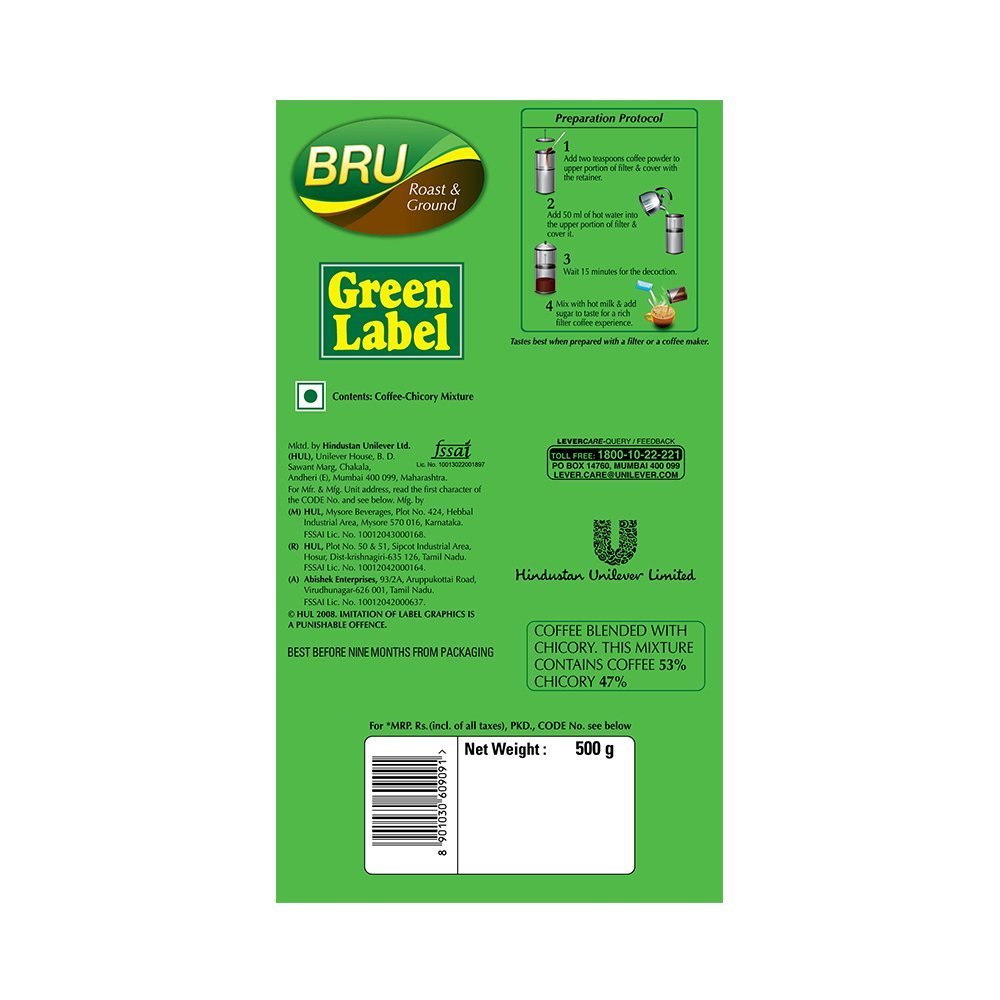 BRU
Roast &
Ground
Green
Label
Contents: Coffee-Chicory Mixture
Preparation Protocol
1
Add two teaspoons coffee powder to
upper portion of filter & cover with
the retainer.
2
Add 50 ml of hot water into
the upper portion of filter &
cover it.
3
Wait 15 minutes for the decoction.
4 Mix with hot milk & add
sugar to taste for a rich
filter coffee experience.
Tastes best when prepared with a filter or a coffee maker.
Mktd. by Hindustan Unilever Ltd.
(HUL), Unilever House, B. D.
Sawant Marg, Chakala,
Andheri (E), Mumbai 400 099, Maharashtra.
fssai
Lic. No. 10013022001897
For Mfr. & Mfg. Unit address, read the first character of
the CODE No. and see below. Mfg. by
(M) HUL, Mysore Beverages, Plot No. 424, Hebbal
Industrial Area, Mysore 570 016, Karnataka.
FSSAI Lic. No. 10012043000168.
(R) HUL, Plot No. 50 & 51, Sipcot Industrial Area,
Hosur, Dist-krishnagiri-635 126, Tamil Nadu.
FSSAI Lic. No. 10012042000164.
(A) Abishek Enterprises, 93/2A, Aruppukottai Road,
Virudhunagar-626 001, Tamil Nadu.
FSSAI Lic. No. 10012042000637.
© HUL 2008. IMITATION OF LABEL GRAPHICS IS
A PUNISHABLE OFFENCE.
BEST BEFORE NINE MONTHS FROM PACKAGING
LEVERCARE-QUERY / FEEDBACK
TOLL FREE: 1800-10-22-221
PO BOX 14760, MUMBAI 400 099
LEVER.CARE@UNILEVER.COM
Hindustan Unilever Limited
COFFEE BLENDED WITH
CHICORY. THIS MIXTURE
CONTAINS COFFEE 53%
CHICORY 47%
For *MRP. Rs.(incl. of all taxes), PKD., CODE No. see below
Net Weight : 500 g
8 901030 609091 >